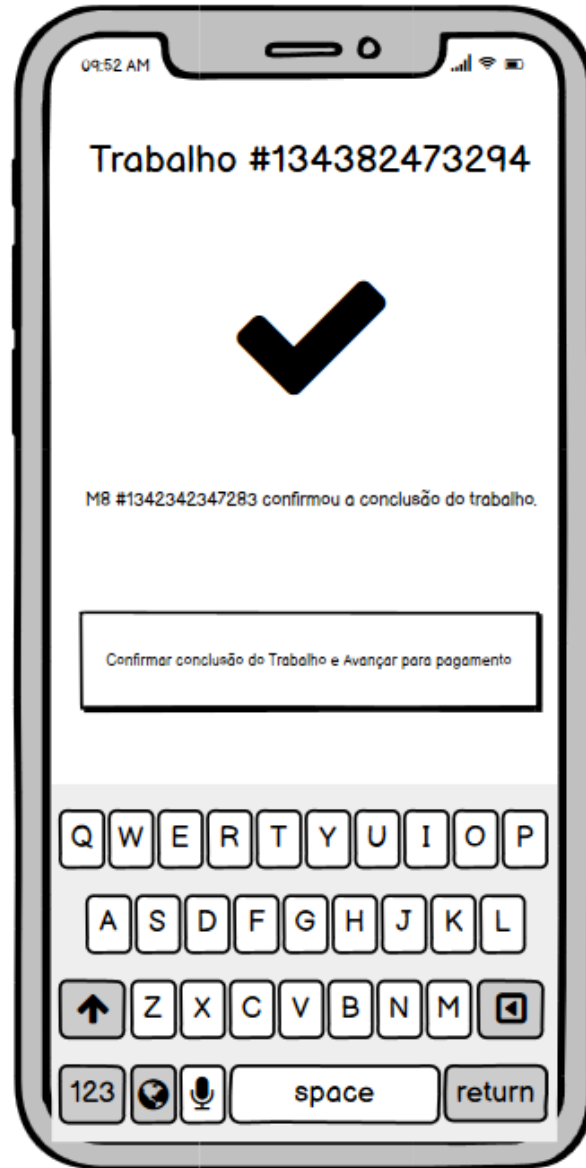 09:52 AM
Trabalho #134382473294
M8 #1342342347283 confirmou a conclusão do trabalho.
Confirmar conclusão do Trabalho e Avançar para pagamento
Q W E R T Y U I O P
A S D F G H J K L
Z X C V B N M
123 space return